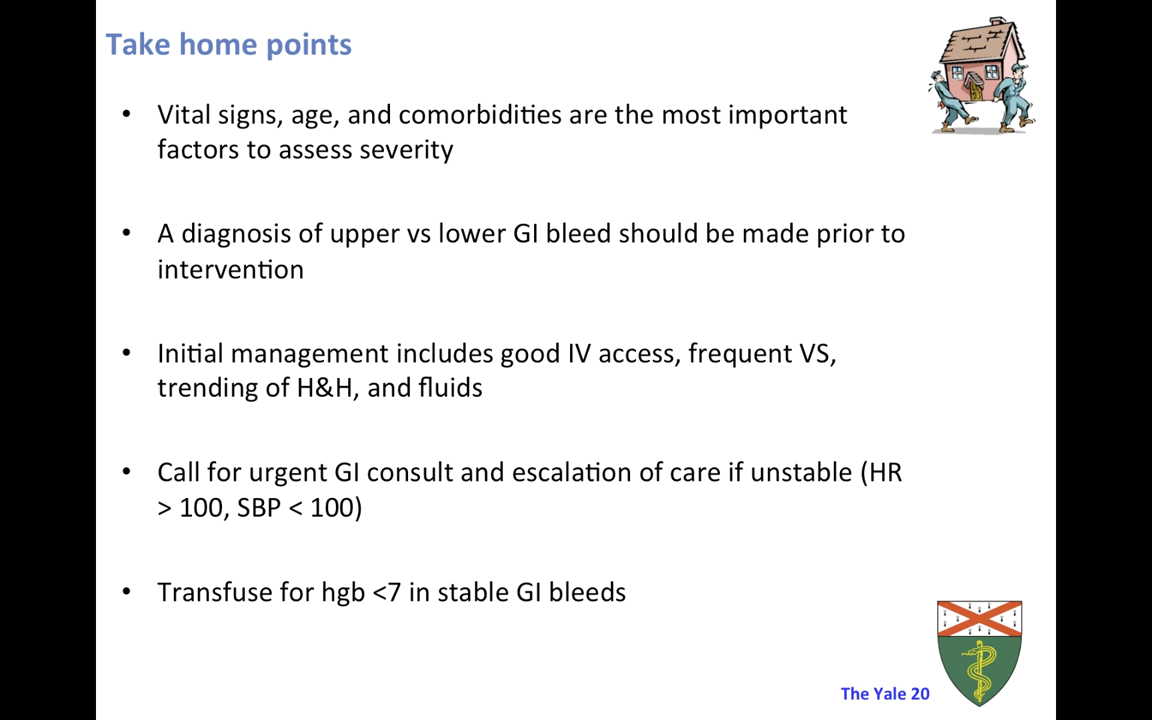 Take home points
• Vital signs, age, and comorbidities are the most important
factors to assess severity
• A diagnosis of upper vs lower GI bleed should be made prior to
intervention
• Initial management includes good IV access, frequent VS,
trending of H&H, and fluids
• Call for urgent GI consult and escalation of care if unstable (HR
> 100, SBP < 100)
• Transfuse for hgb <7 in stable GI bleeds
The Yale 20